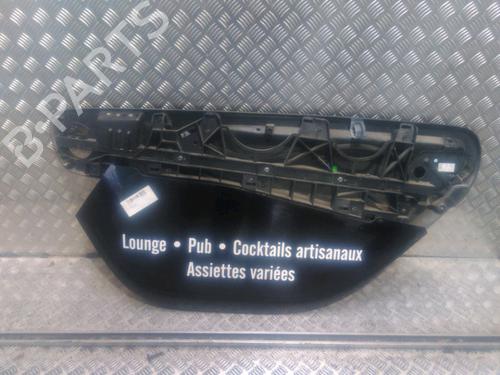 B-PARTS
Lounge • Pub • Cocktails artisanaux
Assiettes variées